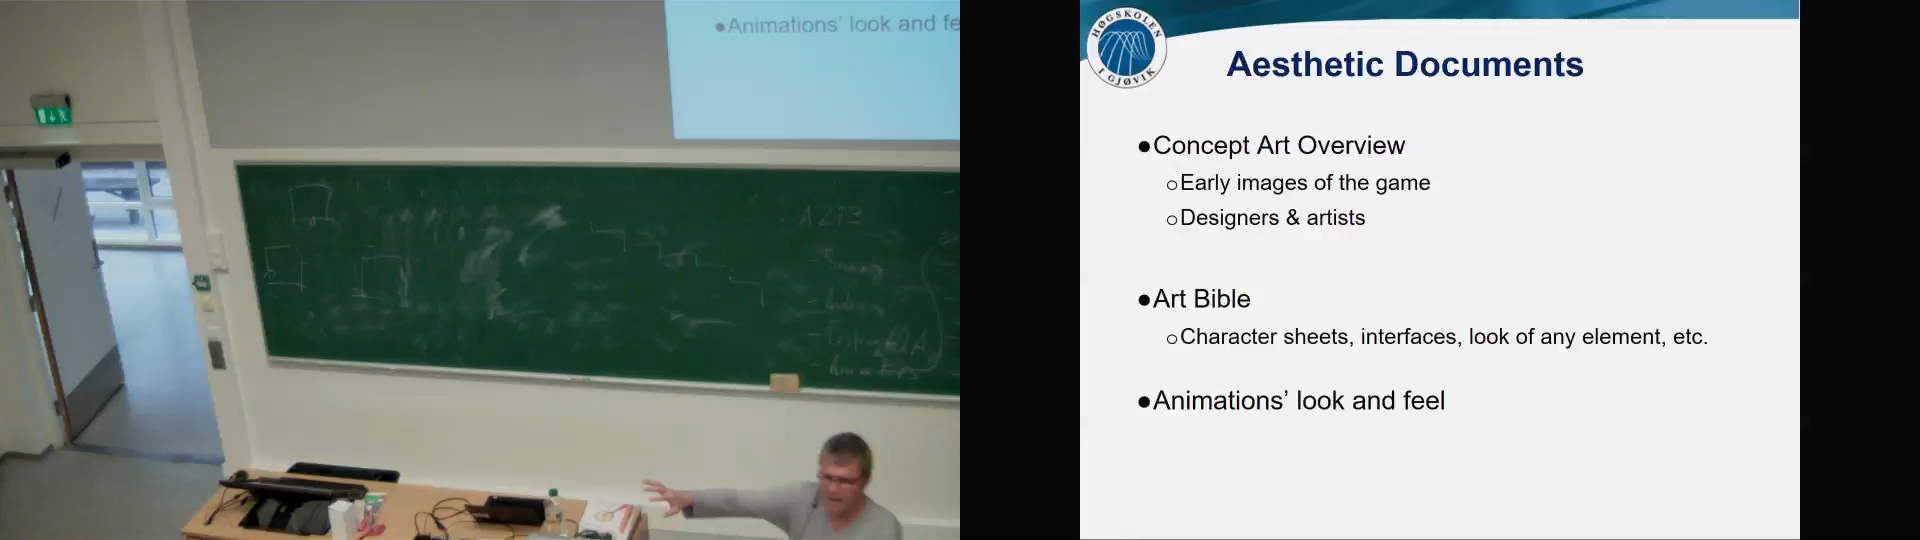 ●Animations’ look and fe
A213
HØGSKOLEN
I GJØVIK
Aesthetic Documents
●Concept Art Overview
○Early images of the game
○Designers & artists
●Art Bible
○Character sheets, interfaces, look of any element, etc.
●Animations’ look and feel